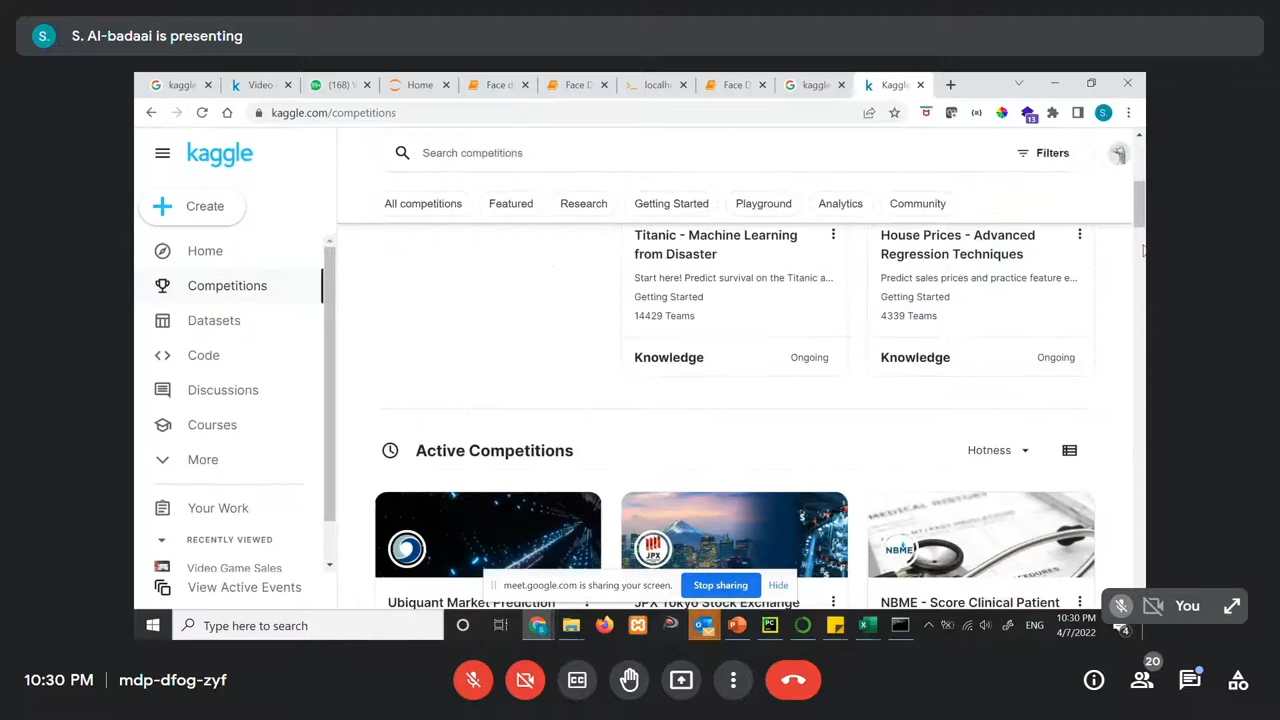 S.
S. Al-badaai is presenting
kaggle
Video
(168) W
Home
Face d
Face D
localh
Face D
kaggle
Kaggle
kaggle.com/competitions
13
S
kaggle
Search competitions
Filters
Create
All competitions
Featured
Research
Getting Started
Playground
Analytics
Community
Home
Competitions
Datasets
Code
Discussions
Courses
More
Your Work
RECENTLY VIEWED
Video Game Sales
View Active Events
Titanic - Machine Learning
from Disaster
Start here! Predict survival on the Titanic a...
Getting Started
14429 Teams
Knowledge
Ongoing
House Prices - Advanced
Regression Techniques
Predict sales prices and practice feature e...
Getting Started
4339 Teams
Knowledge
Ongoing
Active Competitions
Hotness
JPX
MEDICAL HISTORY
NBME
meet.google.com is sharing your screen.
Stop sharing
Hide
Ubiquant Market Prediction
JPX Tokyo Stock Exchange
NBME - Score Clinical Patient
You
Type here to search
ENG
10:30 PM
4/7/2022
4
10:30 PM
mdp-dfog-zyf
20